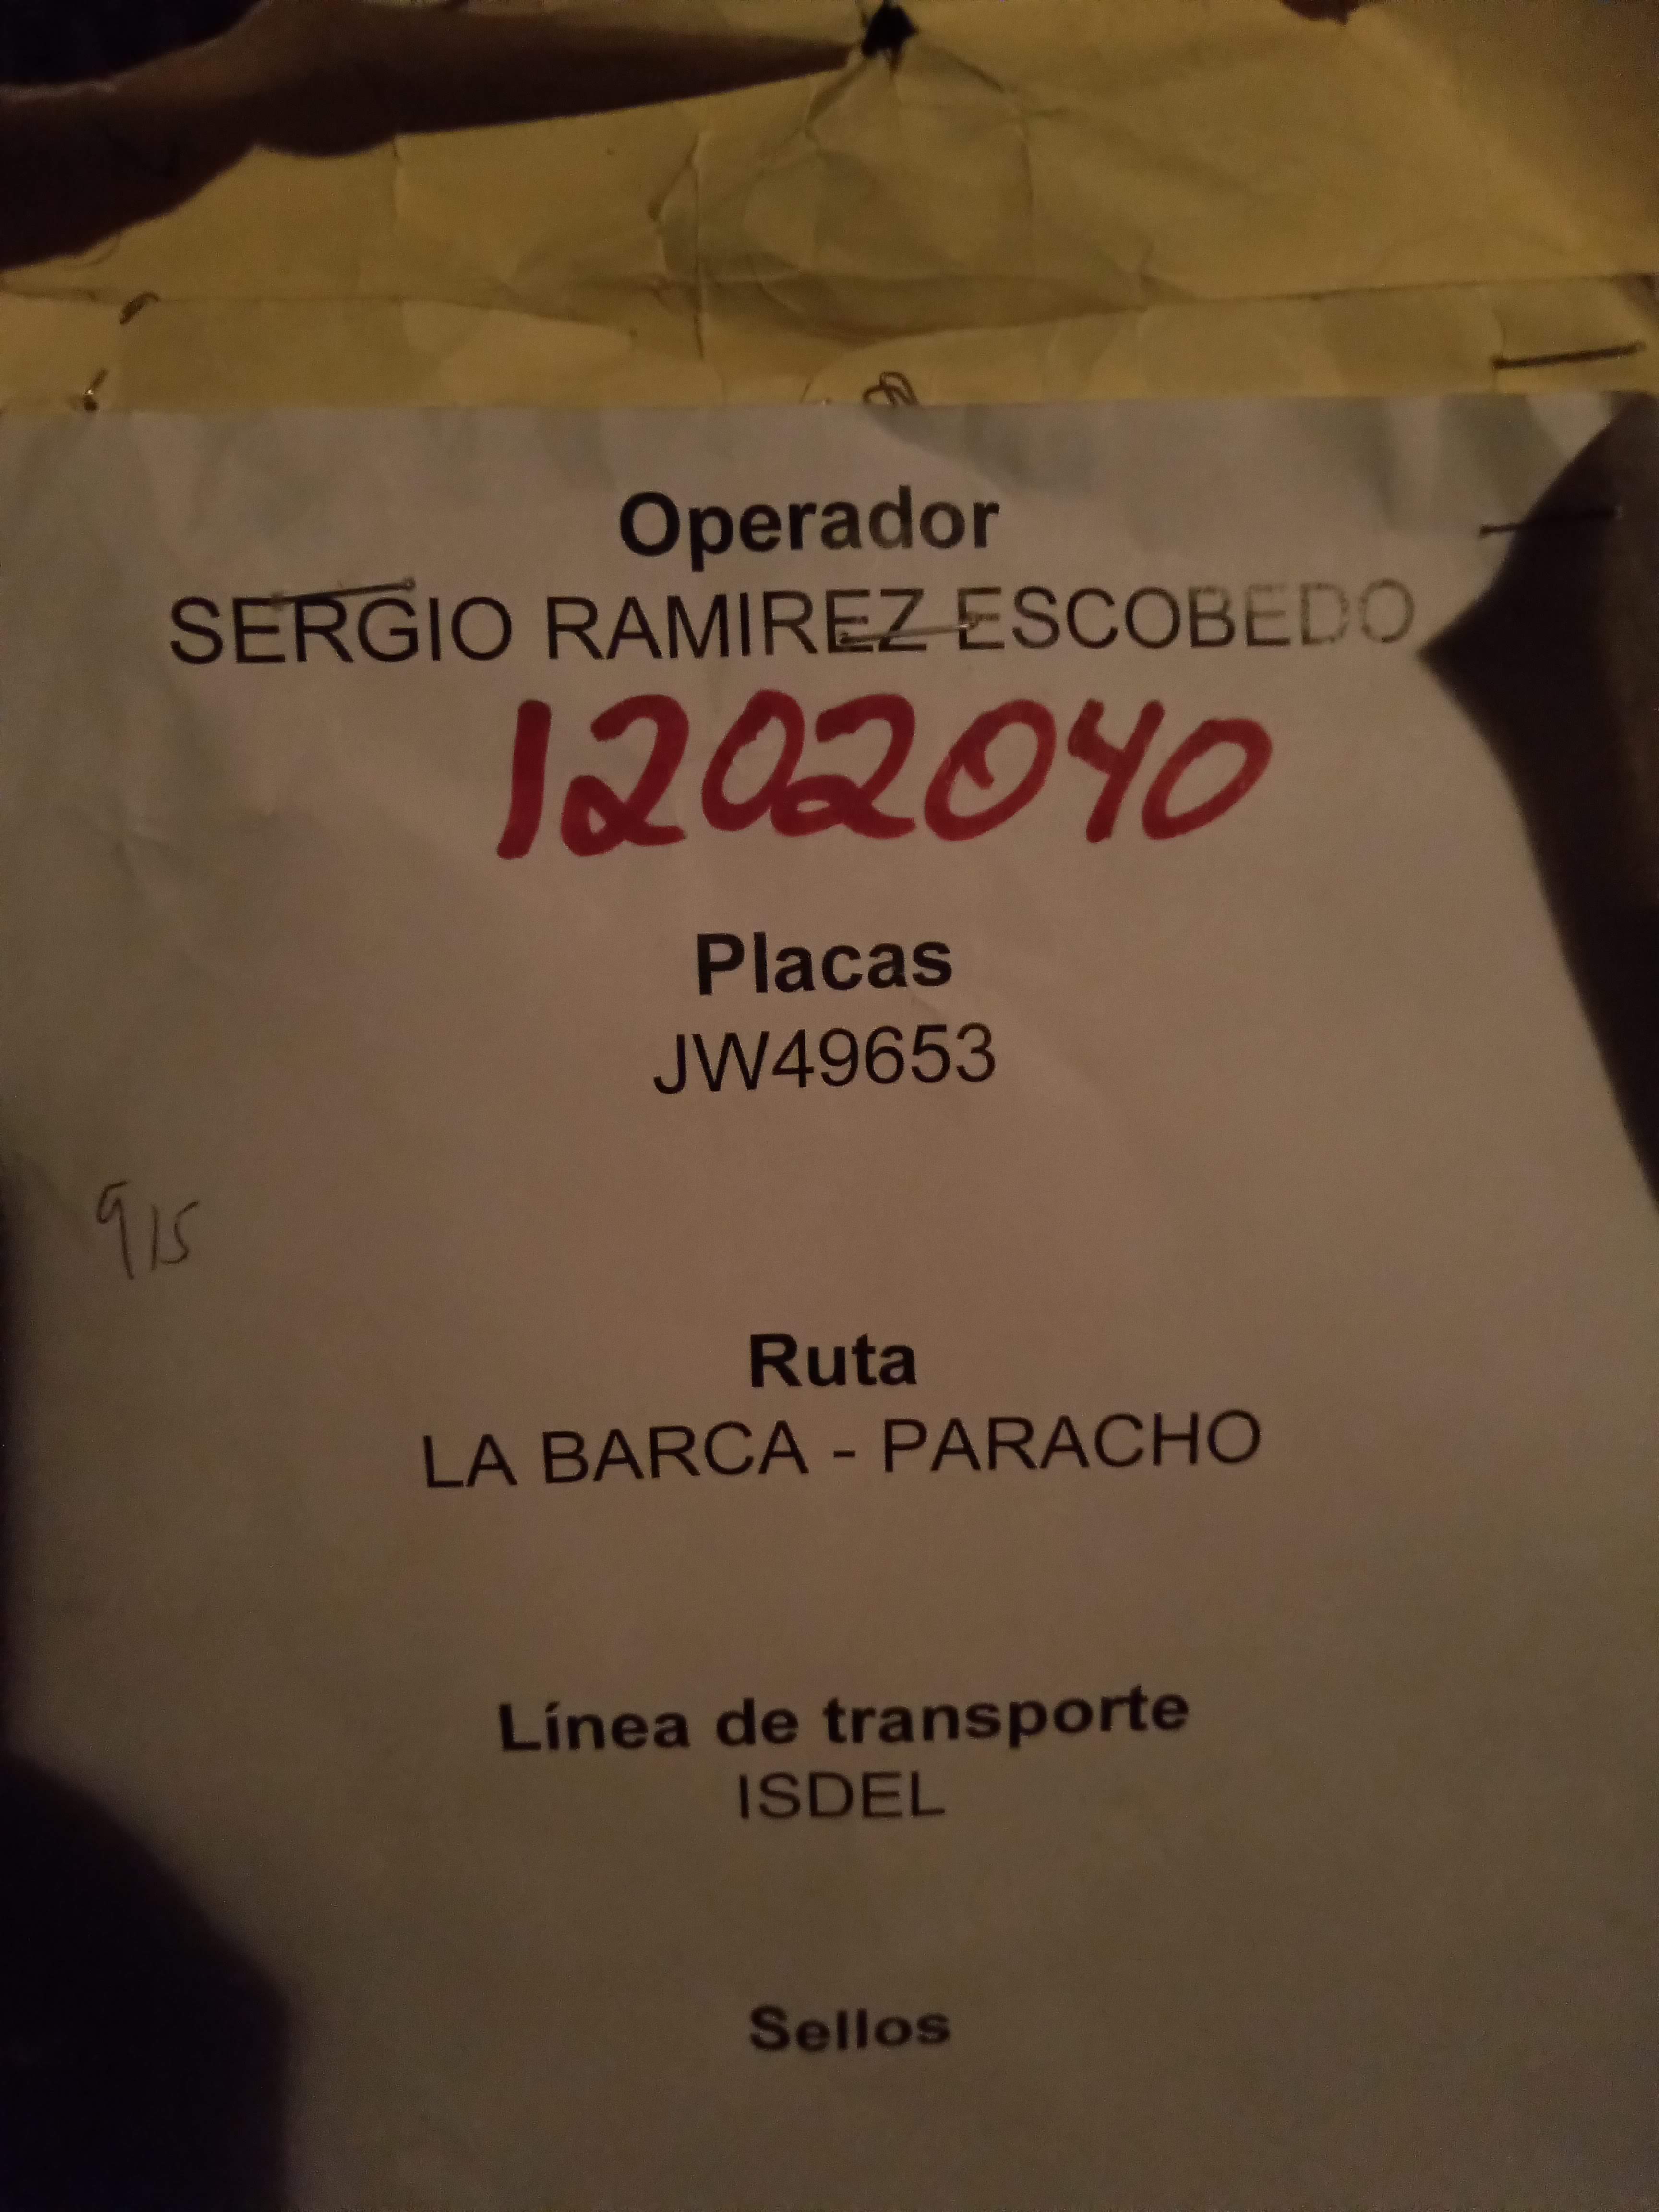 Operador
SERGIO RAMIREZ ESCOBEDO
1202040
Placas
JW49653
915
Ruta
LA BARCA - PARACHO
Línea de transporte
ISDEL
Sellos